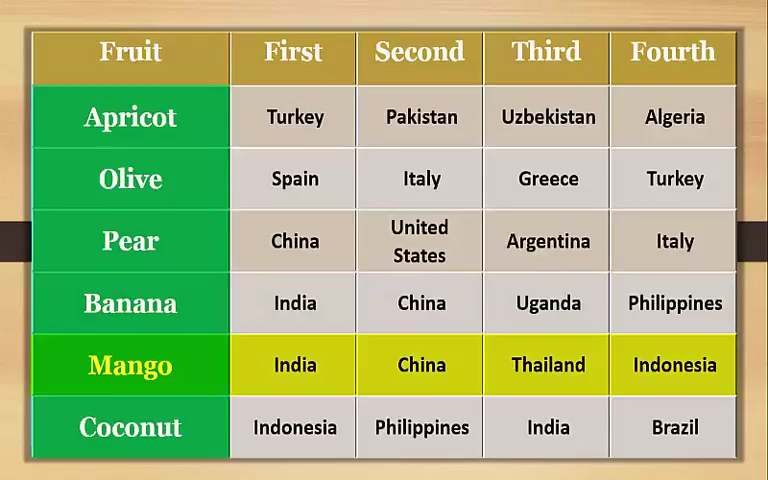 Fruit First Second Third Fourth
Apricot Turkey Pakistan Uzbekistan Algeria
Olive Spain Italy Greece Turkey
Pear China United States Argentina Italy
Banana India China Uganda Philippines
Mango India China Thailand Indonesia
Coconut Indonesia Philippines India Brazil